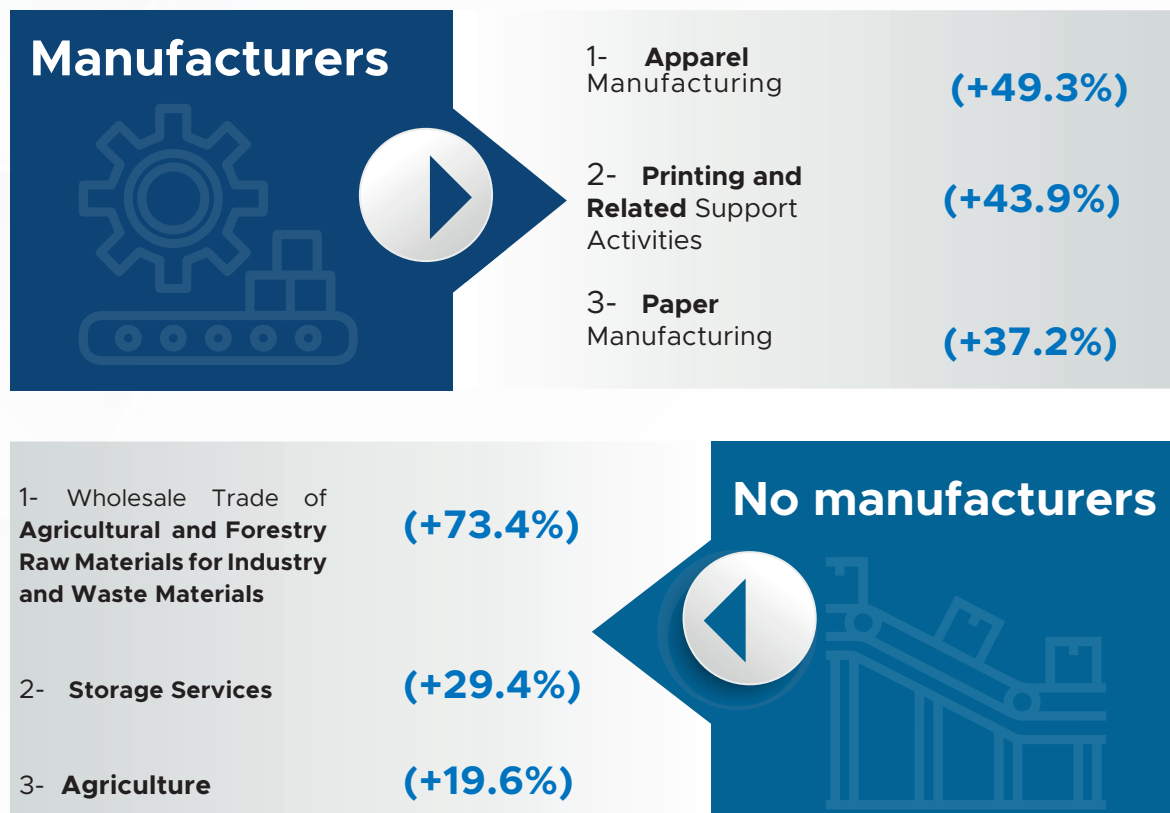 Manufacturers
1- Apparel
Manufacturing
(+49.3%)
2- Printing and
Related Support
Activities
(+43.9%)
3- Paper
Manufacturing
(+37.2%)
No manufacturers
1- Wholesale Trade of
Agricultural and Forestry
Raw Materials for Industry
and Waste Materials
(+73.4%)
2- Storage Services
(+29.4%)
3- Agriculture
(+19.6%)